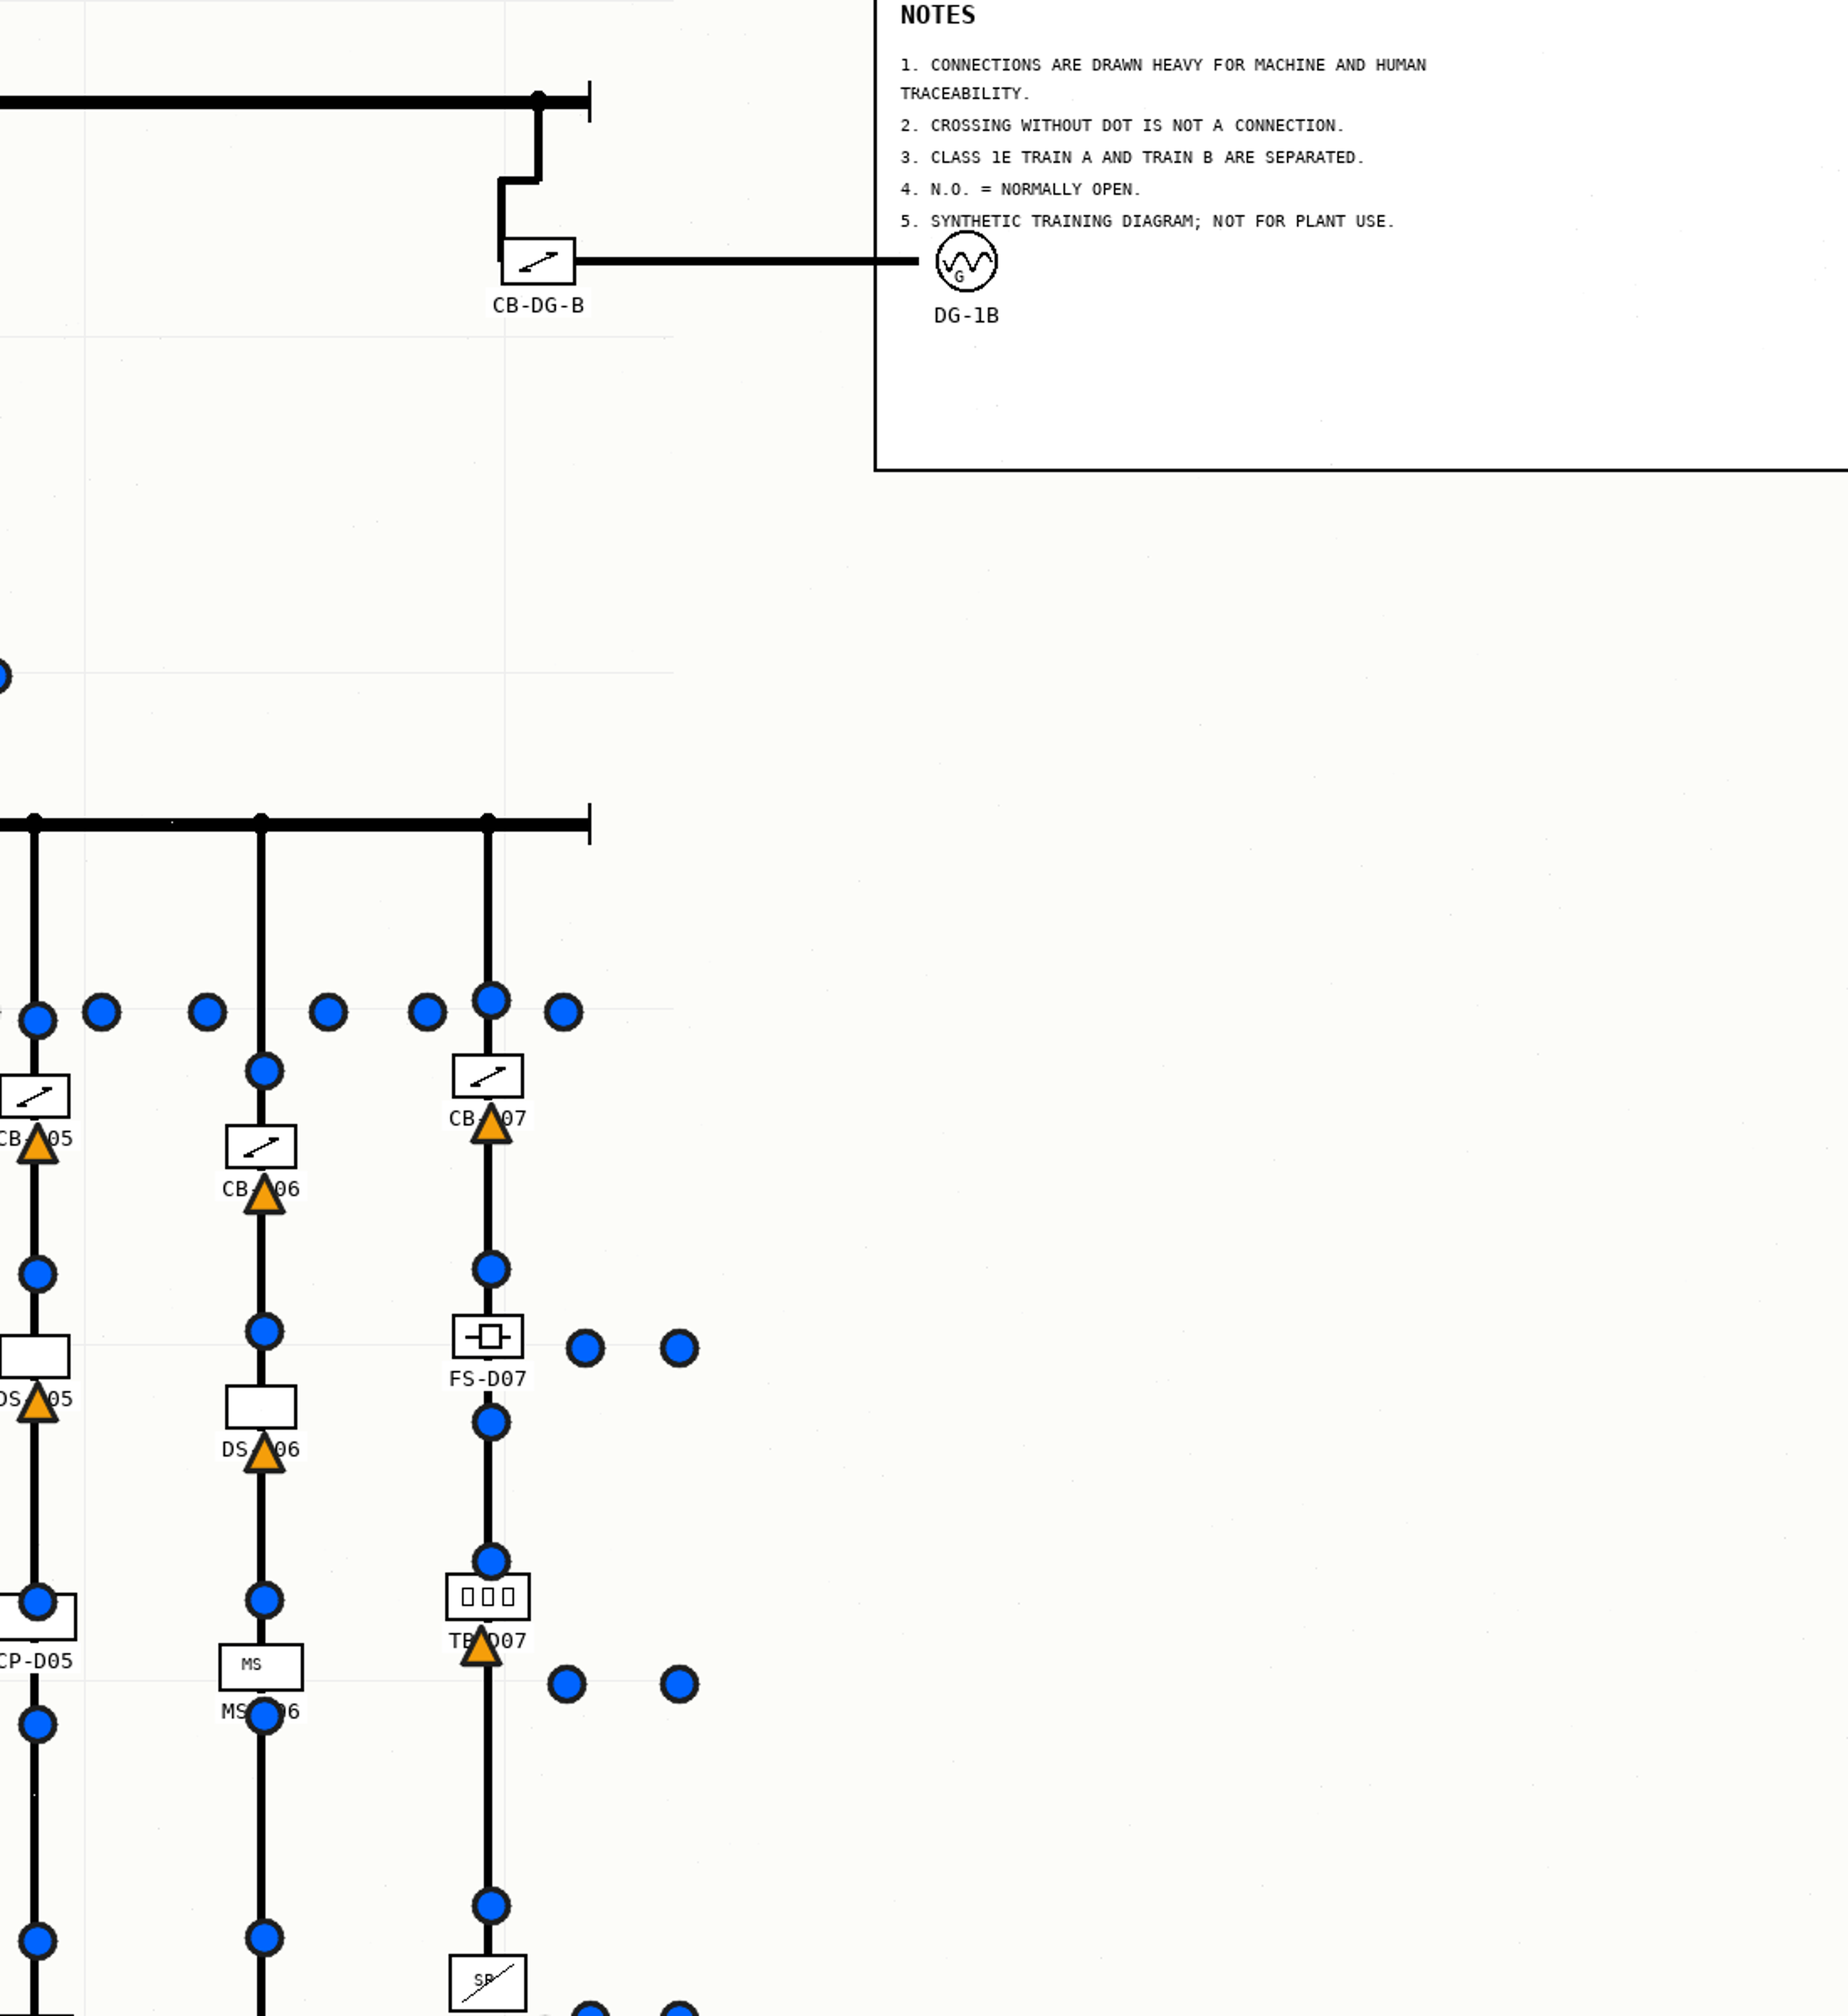 NOTES
1. CONNECTIONS ARE DRAWN HEAVY FOR MACHINE AND HUMAN
TRACEABILITY.
2. CROSSING WITHOUT DOT IS NOT A CONNECTION.
3. CLASS 1E TRAIN A AND TRAIN B ARE SEPARATED.
4. N.O. = NORMALLY OPEN.
5. SYNTHETIC TRAINING DIAGRAM; NOT FOR PLANT USE.
G
CB-DG-B
DG-1B
FS-D07
CP-D05
MS
SR